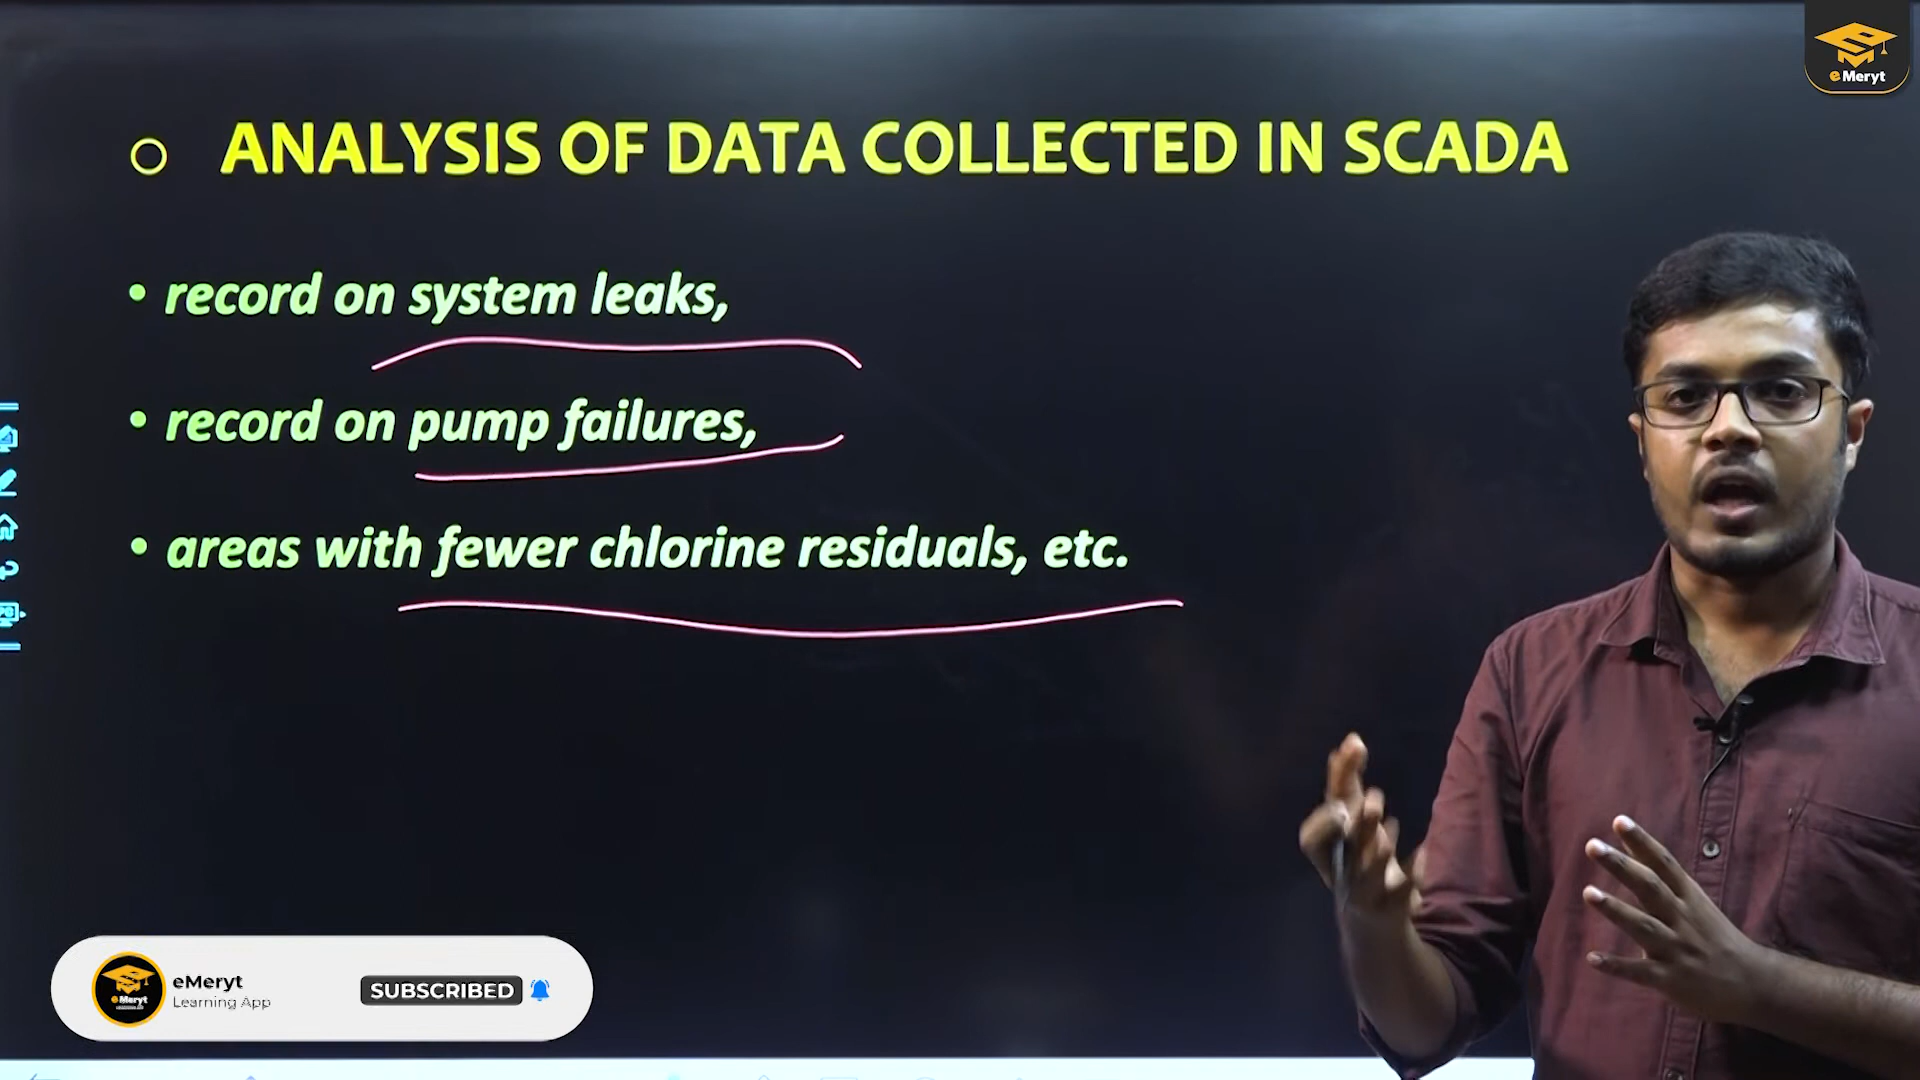 eMeryt
ANALYSIS OF DATA COLLECTED IN SCADA
• record on system leaks,
• record on pump failures,
• areas with fewer chlorine residuals, etc.
eMeryt
eMeryt
Learning App
SUBSCRIBED